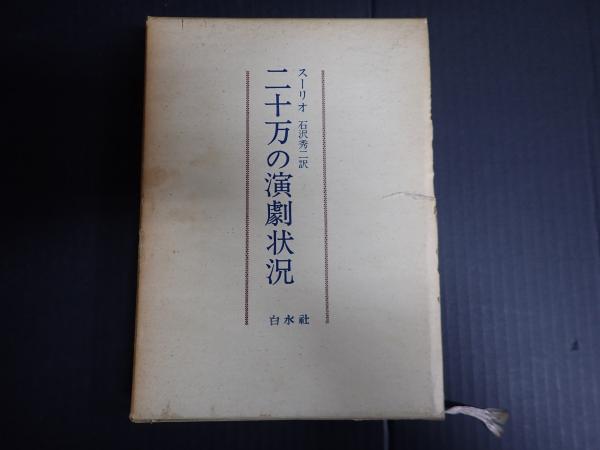 スーリオ 石沢秀二訳
二十万の演劇状況
白水社